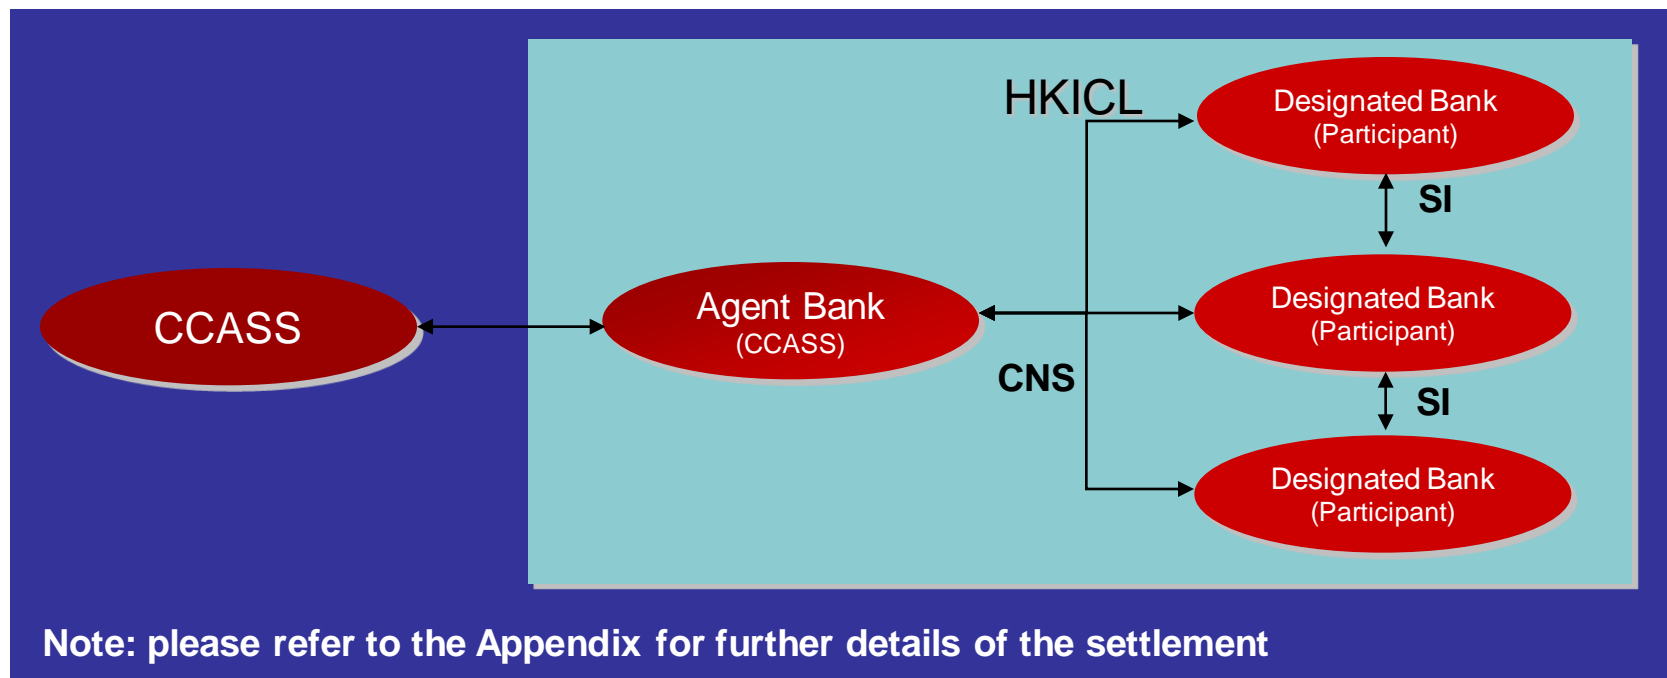 HKICL
Designated Bank
(Participant)
SI
CCASS
Agent Bank
(CCASS)
Designated Bank
(Participant)
CNS
SI
Designated Bank
(Participant)
Note: please refer to the Appendix for further details of the settlement